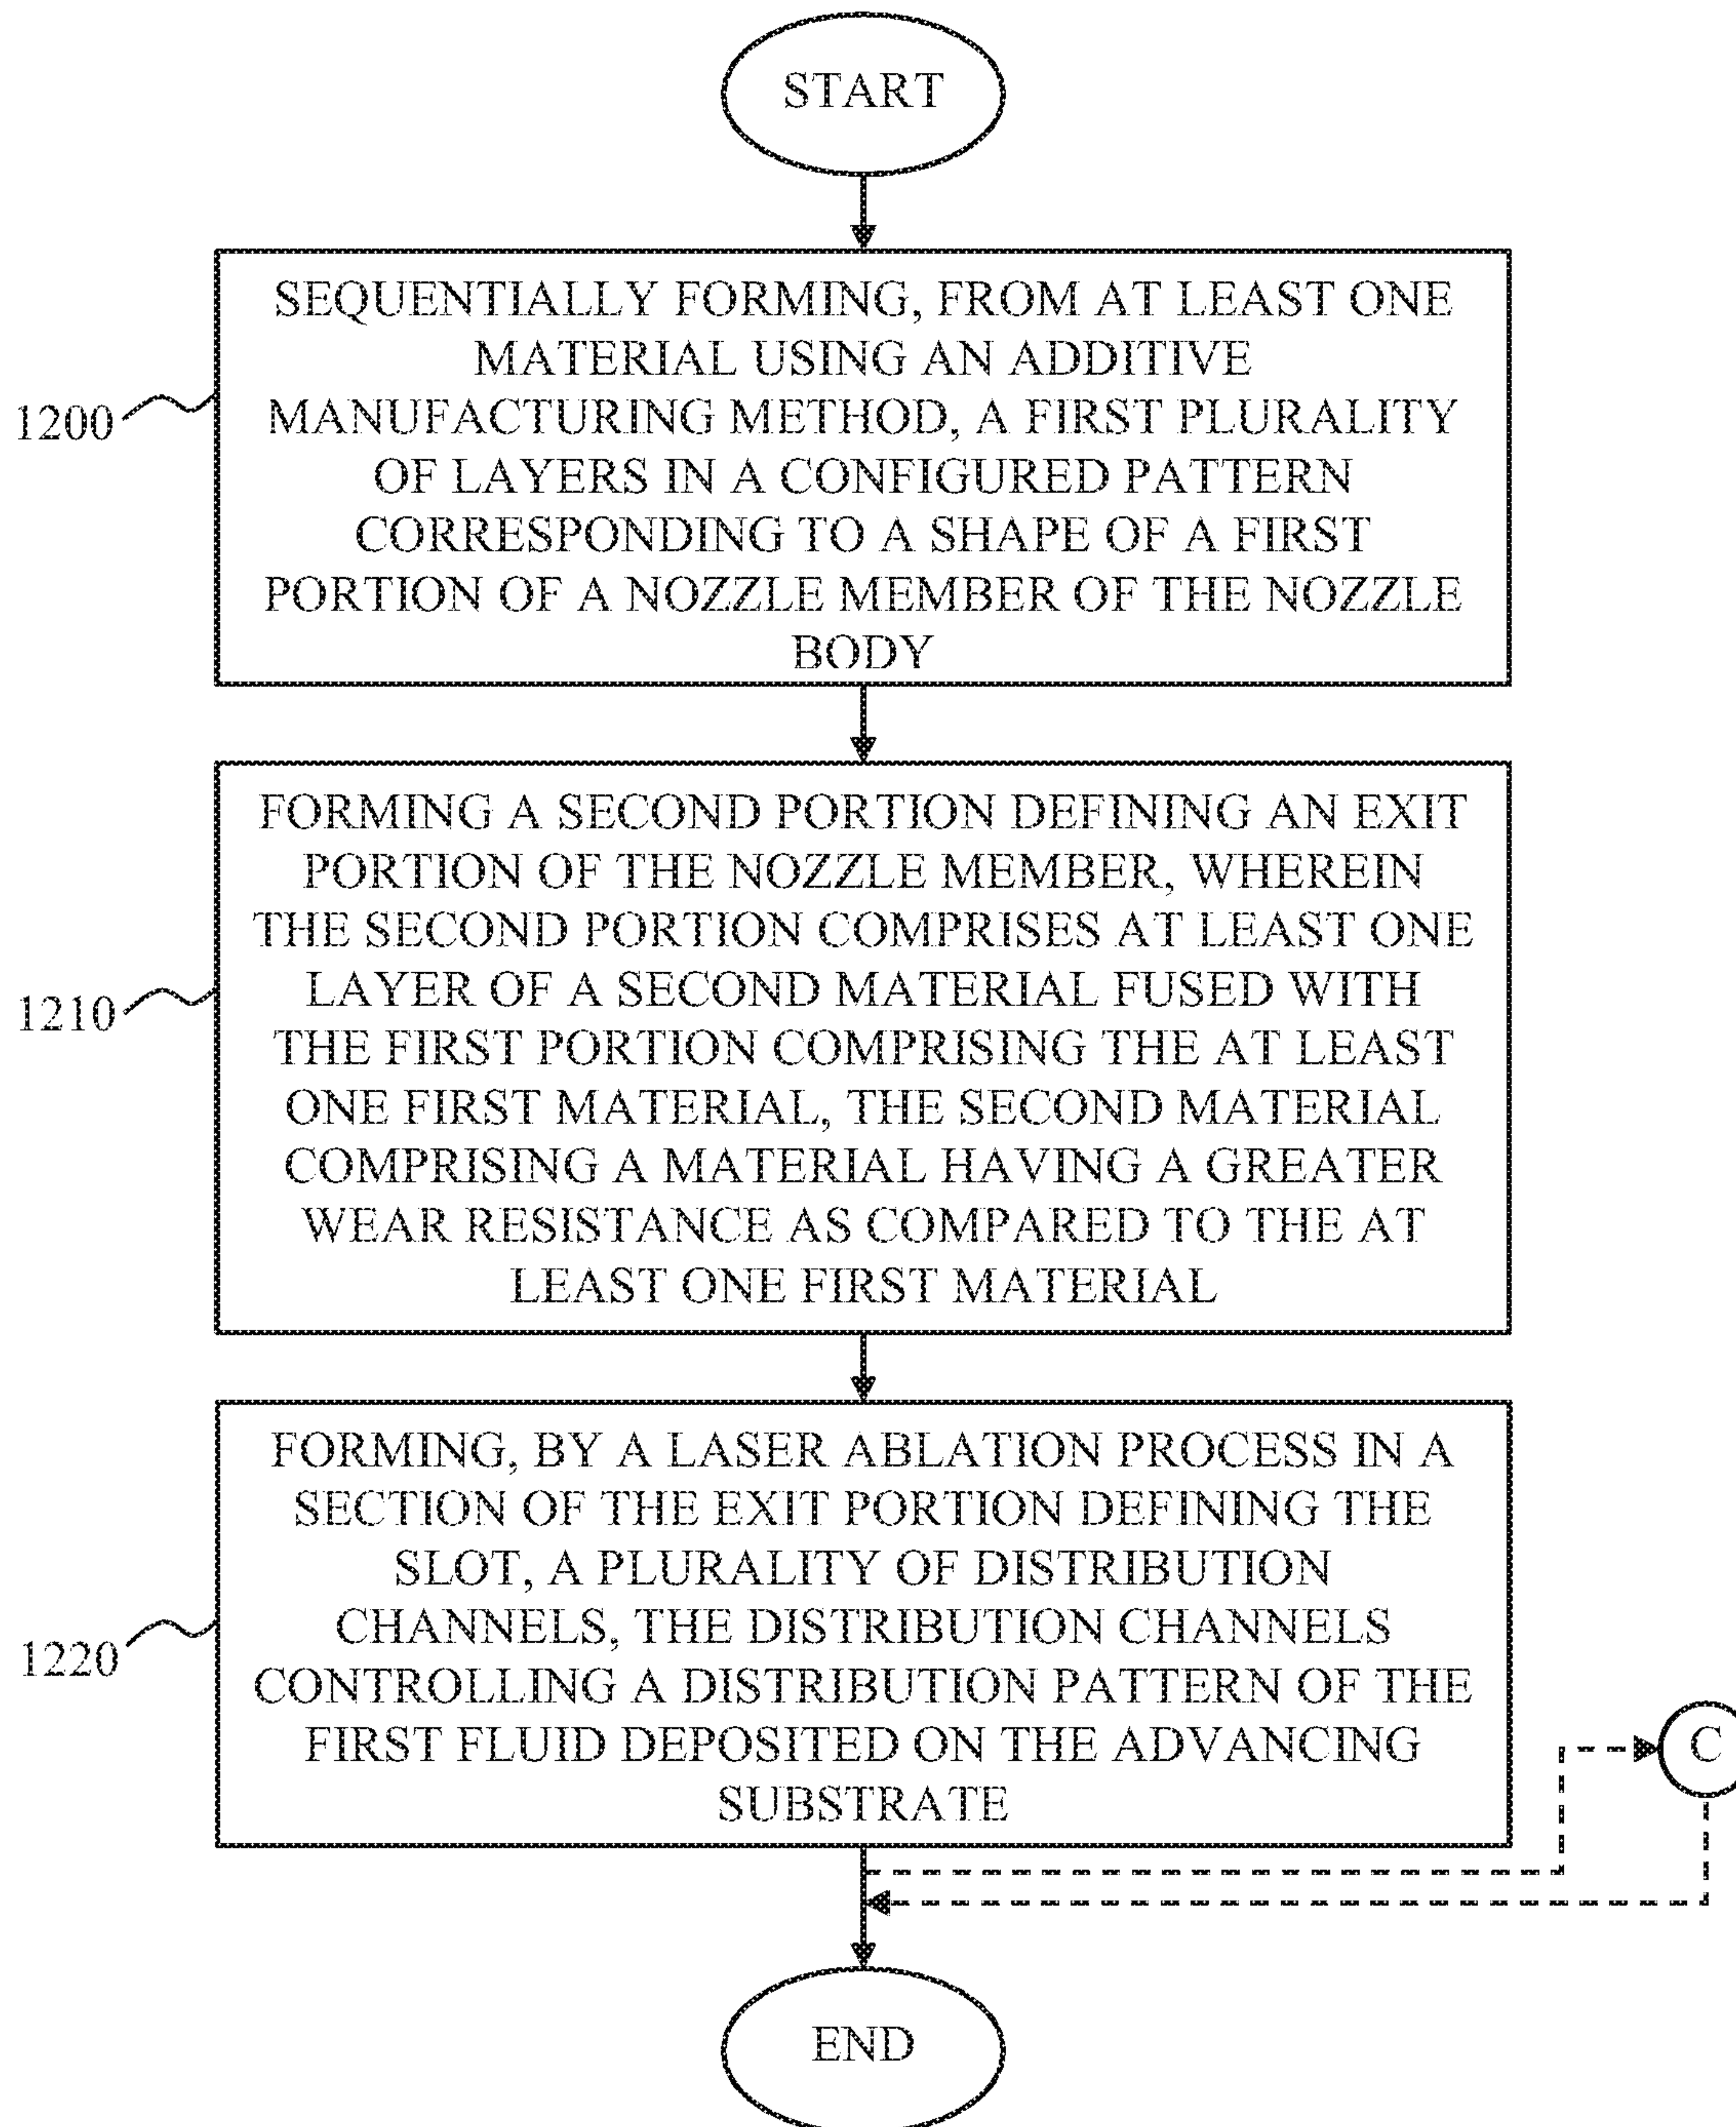 START
SEQUENTIALLY FORMING, FROM AT LEAST ONE
MATERIAL USING AN ADDITIVE
MANUFACTURING METHOD, A FIRST PLURALITY
OF LAYERS IN A CONFIGURED PATTERN
CORRESPONDING TO A SHAPE OF A FIRST
PORTION OF A NOZZLE MEMBER OF THE NOZZLE
BODY
1200
FORMING A SECOND PORTION DEFINING AN EXIT
PORTION OF THE NOZZLE MEMBER, WHEREIN
THE SECOND PORTION COMPRISES AT LEAST ONE
LAYER OF A SECOND MATERIAL FUSED WITH
THE FIRST PORTION COMPRISING THE AT LEAST
ONE FIRST MATERIAL, THE SECOND MATERIAL
COMPRISING A MATERIAL HAVING A GREATER
WEAR RESISTANCE AS COMPARED TO THE AT
LEAST ONE FIRST MATERIAL
1210
FORMING, BY A LASER ABLATION PROCESS IN A
SECTION OF THE EXIT PORTION DEFINING THE
SLOT, A PLURALITY OF DISTRIBUTION
CHANNELS, THE DISTRIBUTION CHANNELS
CONTROLLING A DISTRIBUTION PATTERN OF THE
FIRST FLUID DEPOSITED ON THE ADVANCING
SUBSTRATE
1220
C
END